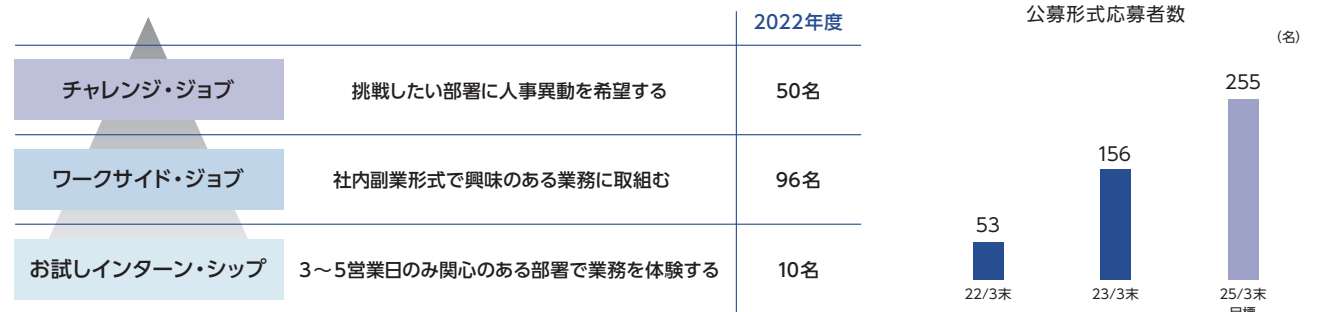 2022年度
チャレンジ・ジョブ 挑戦したい部署に人事異動を希望する 50名
ワークサイド・ジョブ 社内副業形式で興味のある業務に取組む 96名
お試しインターン・シップ 3～5営業日のみ関心のある部署で業務を体験する 10名
公募形式応募者数
(名)
255
156
53
22/3末 23/3末 25/3末
目標